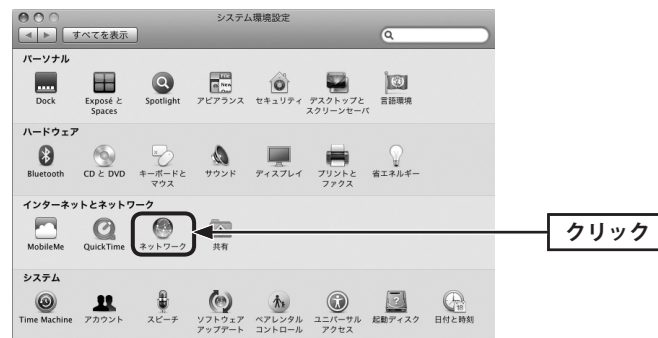 システム環境設定
すべてを表示
パーソナル
Dock
Exposé と
Spaces
Spotlight
アピアランス
セキュリティ
デスクトップと
スクリーンセーバ
言語環境
ハードウェア
Bluetooth
CD と DVD
キーボードと
マウス
サウンド
ディスプレイ
プリントと
ファクス
省エネルギー
インターネットとネットワーク
MobileMe
QuickTime
ネットワーク
共有
クリック
システム
Time Machine
アカウント
スピーチ
ソフトウェア
アップデート
ペアレンタル
コントロール
ユニバーサル
アクセス
起動ディスク
日付と時刻